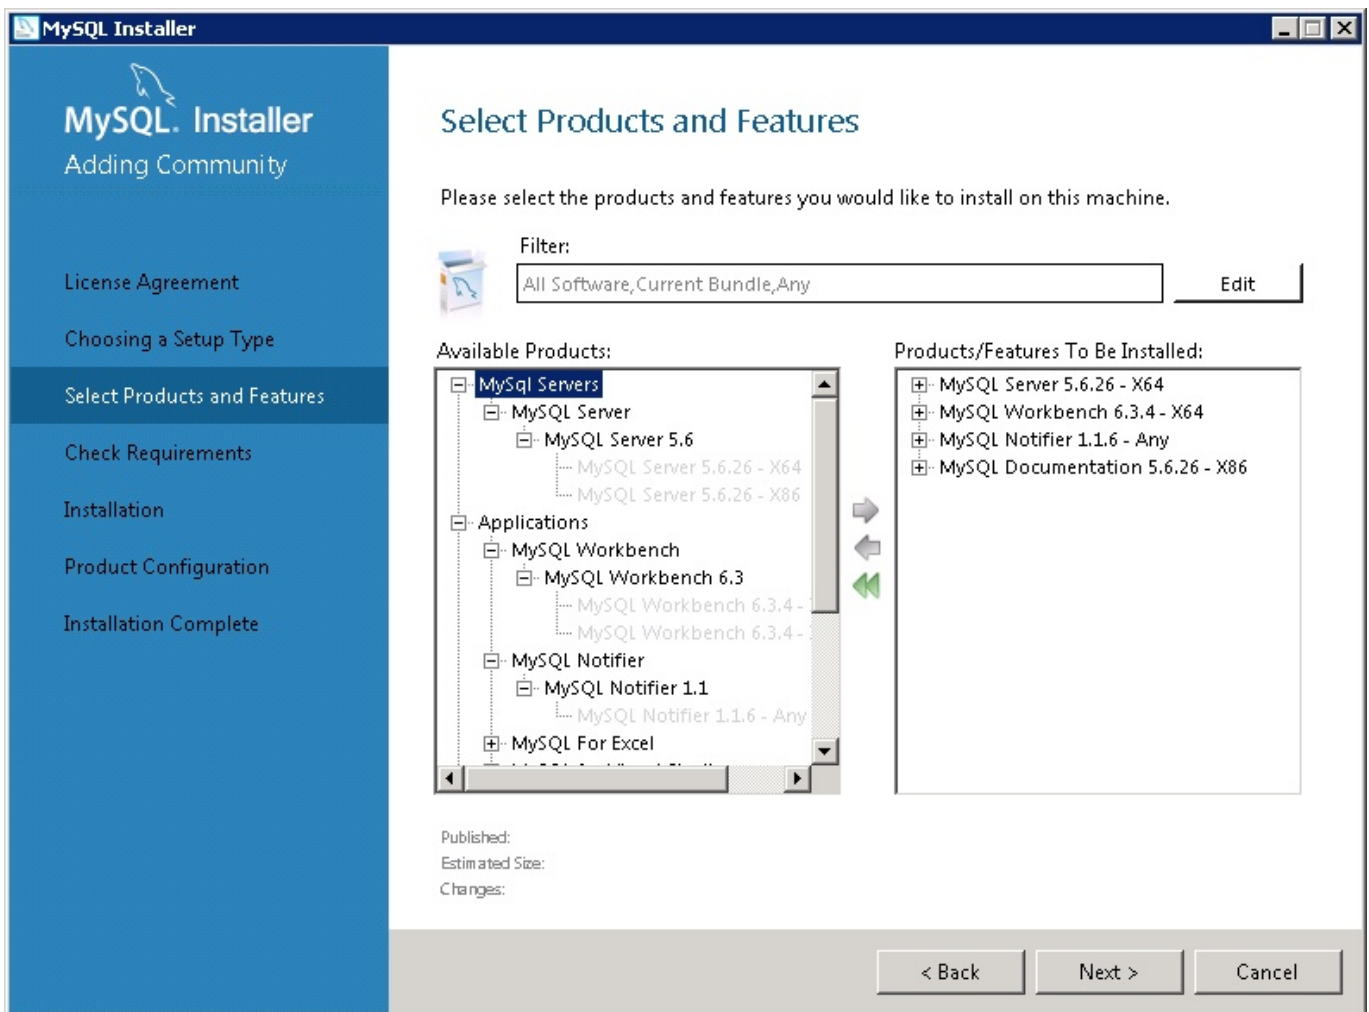 MySQL Installer
MySQL. Installer
Adding Community
License Agreement
Choosing a Setup Type
Select Products and Features
Check Requirements
Installation
Product Configuration
Installation Complete
Select Products and Features
Please select the products and features you would like to install on this machine.
Filter:
All Software,Current Bundle,Any
Edit
Available Products:
MySql Servers
MySQL Server
MySQL Server 5.6
MySQL Server 5.6.26 - X64
MySQL Server 5.6.26 - X86
Applications
MySQL Workbench
MySQL Workbench 6.3
MySQL Workbench 6.3.4 -
MySQL Workbench 6.3.4 -
MySQL Notifier
MySQL Notifier 1.1
MySQL Notifier 1.1.6 - Any
MySQL For Excel
Products/Features To Be Installed:
MySQL Server 5.6.26 - X64
MySQL Workbench 6.3.4 - X64
MySQL Notifier 1.1.6 - Any
MySQL Documentation 5.6.26 - X86
Published:
Estimated Size:
Changes:
< Back
Next >
Cancel